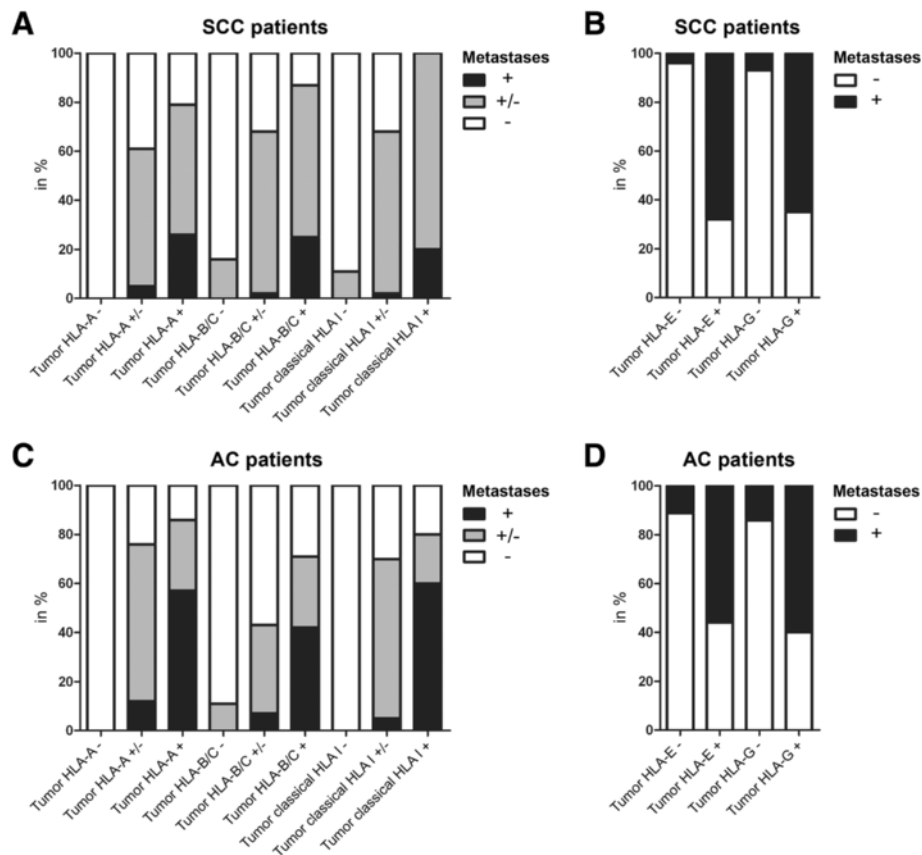 A
SCC patients
100
80
60
40
20
0
in %
Metastases
+
+/-
-
Tumor HLA-A -
Tumor HLA-A +/-
Tumor HLA-A +
Tumor HLA-B/C -
Tumor HLA-B/C +/-
Tumor HLA-B/C +
Tumor classical HLA I -
Tumor classical HLA I +/-
Tumor classical HLA I +
B
100
80
60
40
20
0
in %
Metastases
-
+
Tumor HLA-E -
Tumor HLA-E +
Tumor HLA-G -
Tumor HLA-G +
C
AC patients
100
80
60
40
20
0
in %
Metastases
+
+/-
-
Tumor HLA-A -
Tumor HLA-A +/-
Tumor HLA-A +
Tumor HLA-B/C -
Tumor HLA-B/C +/-
Tumor HLA-B/C +
Tumor classical HLA I -
Tumor classical HLA I +/-
Tumor classical HLA I +
D
AC patients
100
80
60
40
20
0
in %
Metastases
-
+
Tumor HLA-E -
Tumor HLA-E +
Tumor HLA-G -
Tumor HLA-G +